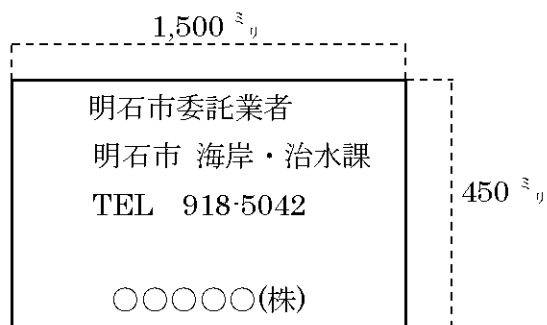 1,500 ミリ
明石市委託業者
明石市 海岸・治水課
TEL 918-5042
450 ミリ
○○○○○(株)